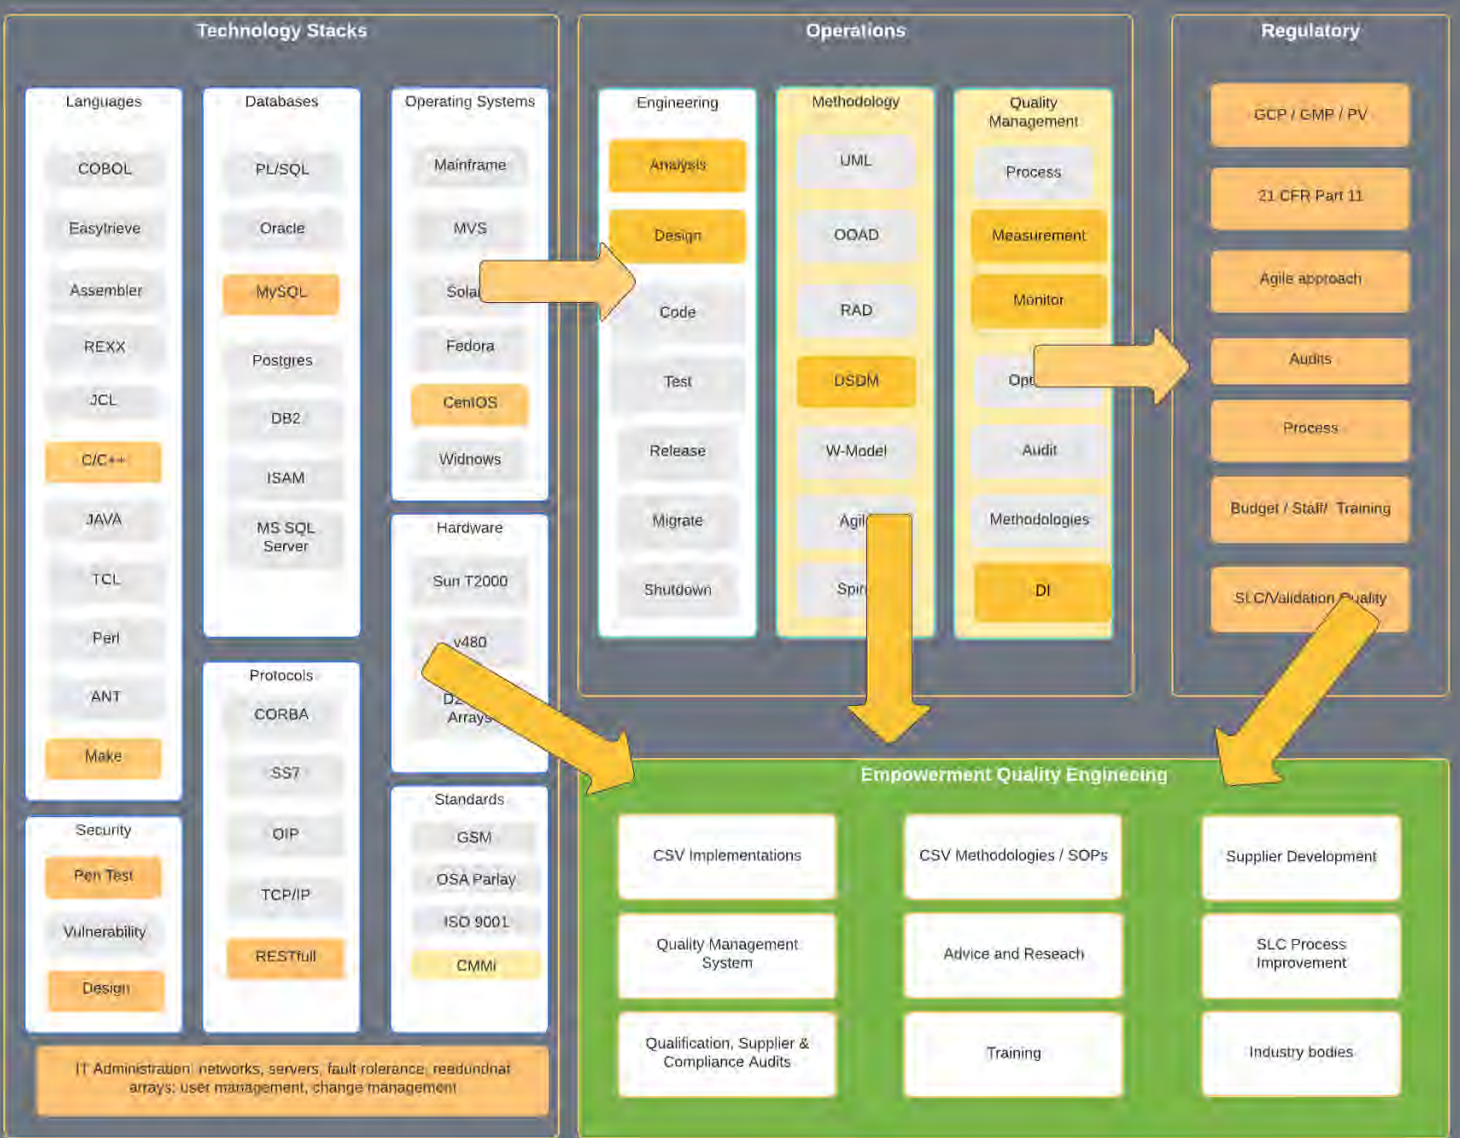 Technology Stacks
Languages
COBOL
Easytrieve
Assembler
REXX
JCL
C/C++
JAVA
TCL
Perl
ANT
Make
Security
Pen Test
Vulnerability
Design
Databases
PL/SQL
Oracle
MySQL
Postgres
DB2
ISAM
MS SQL
Server
Protocols
CORBA
SS7
OIP
TCP/IP
RESTfull
Operating Systems
Mainframe
MVS
Fedora
CentOS
Widnows
Hardware
Sun T2000
v480
Arrays
Standards
GSM
OSA Parlay
ISO 9001
CMMi
IT Administration: networks, servers, fault rolerance, reedundnat
arrays: user management, change management
Operations
Engineering
Analysis
Design
Code
Test
Release
Migrate
Shutdown
Methodology
UML
OOAD
RAD
DSDM
W-Model
Quality
Management
Process
Measurement
Monitor
Audit
Methodologies
DI
Regulatory
GCP / GMP / PV
21 CFR Part 11
Agile approach
Audits
Process
Budget / Staff/ Training
SLC/Validation Quality
Empowerment Quality Engineeing
CSV Implementations
CSV Methodologies / SOPs
Supplier Development
Quality Management
System
Advice and Reseach
SLC Process
Improvement
Qualification, Supplier &
Compliance Audits
Training
Industry bodies